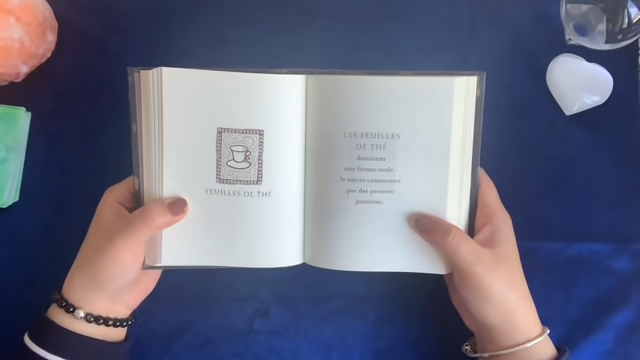 FEUILLES DE THÉ
LES FEUILLES
DE THÉ
dessinent
une forme ovale :
le succès commence
par des pensées
positives.